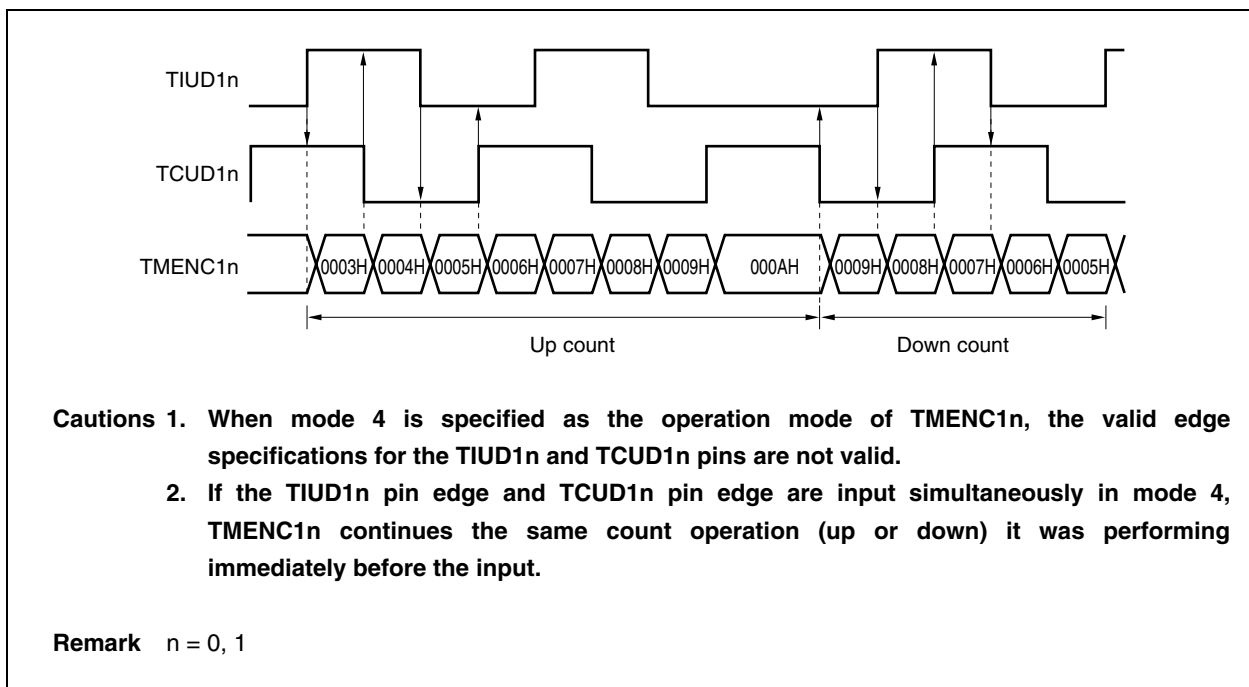 TIUD1n
TCUD1n
TMENC1n
0003H 0004H 0005H 0006H 0007H 0008H 0009H 000AH 0009H 0008H 0007H 0006H 0005H
Up count Down count
Cautions 1. When mode 4 is specified as the operation mode of TMENC1n, the valid edge
specifications for the TIUD1n and TCUD1n pins are not valid.
2. If the TIUD1n pin edge and TCUD1n pin edge are input simultaneously in mode 4,
TMENC1n continues the same count operation (up or down) it was performing
immediately before the input.
Remark n = 0, 1